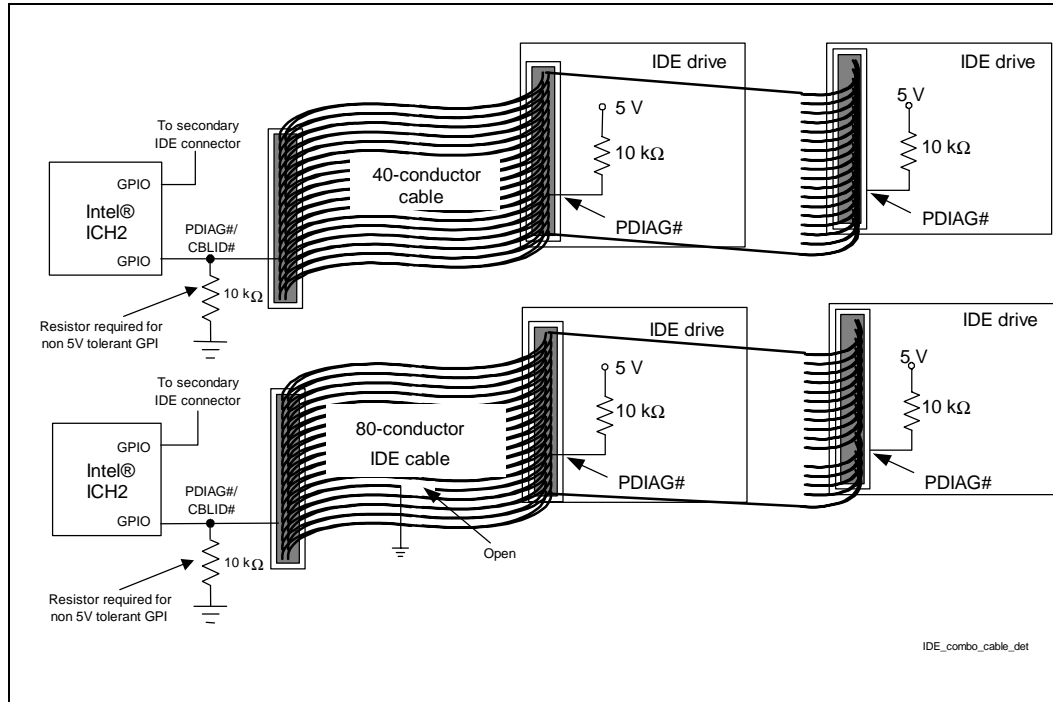 IDE drive
IDE drive
5 V
5 V
To secondary
IDE connector
10 kΩ
10 kΩ
40-conductor
cable
GPIO
Intel®
ICH2
PDIAG#/
CBLID#
PDIAG#
PDIAG#
GPIO
10 kΩ
Resistor required for
non 5V tolerant GPI
IDE drive
IDE drive
5 V
5 V
To secondary
IDE connector
10 kΩ
10 kΩ
80-conductor
IDE cable
GPIO
Intel®
ICH2
PDIAG#
PDIAG#
PDIAG#/
CBLID#
GPIO
Open
10 kΩ
Resistor required for
non 5V tolerant GPI
IDE_combo_cable_det